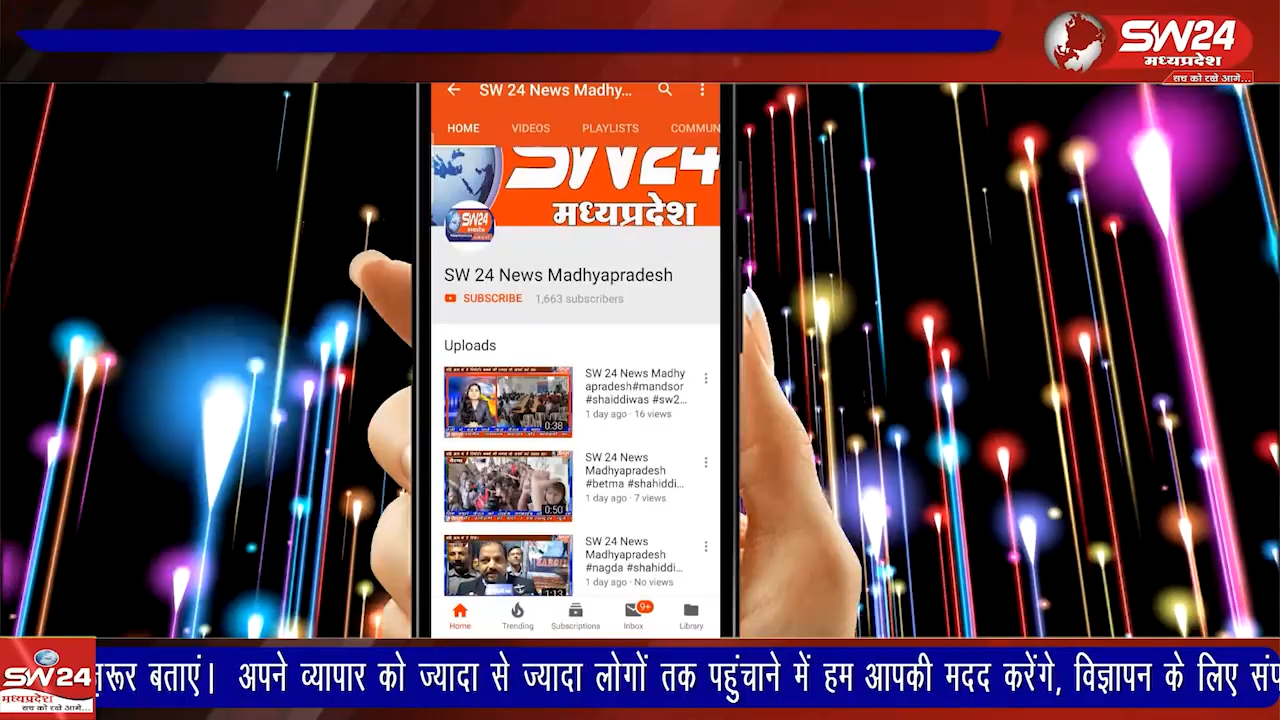 SW24
मध्यप्रदेश
सच को रखे आगे...
SW 24 News Madhy...
HOME VIDEOS PLAYLISTS COMMUN
SW24
मध्यप्रदेश
SW24
SW 24 News Madhyapradesh
SUBSCRIBE 1,663 subscribers
Uploads
SW 24 News Madhy
apradesh#mandsor
#shaiddiwas #sw2...
1 day ago · 16 views
0:38
SW 24 News
Madhyapradesh
#betma #shahiddi...
1 day ago · 7 views
0:50
SW 24 News
Madhyapradesh
#nagda #shahiddi...
1 day ago · No views
1:13
9+
Home Trending Subscriptions Inbox Library
SW24
मध्यप्रदेश
सच को रखे आगे...
ज़रूर बताएं। अपने व्यापार को ज्यादा से ज्यादा लोगों तक पहुंचाने में हम आपकी मदद करेंगे, विज्ञापन के लिए संप